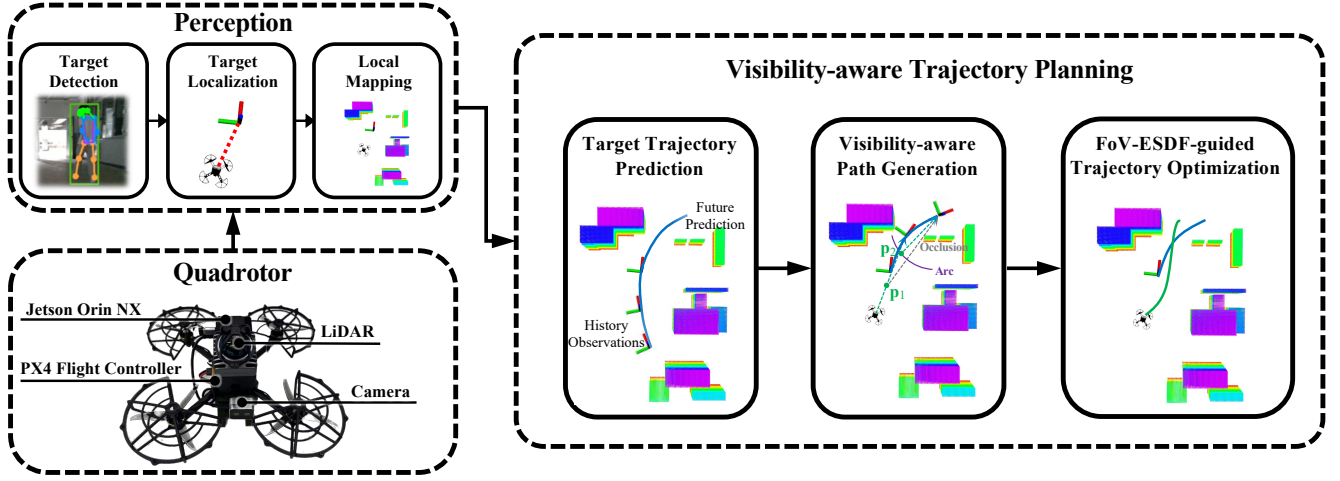 Perception
Target
Detection
Target
Localization
Local
Mapping
Quadrotor
Jetson Orin NX
LiDAR
PX4 Flight Controller
Camera
Visibility-aware Trajectory Planning
Target Trajectory
Prediction
Future
Prediction
History
Observations
Visibility-aware
Path Generation
p2
Occlusion
Arc
p1
FoV-ESDF-guided
Trajectory Optimization